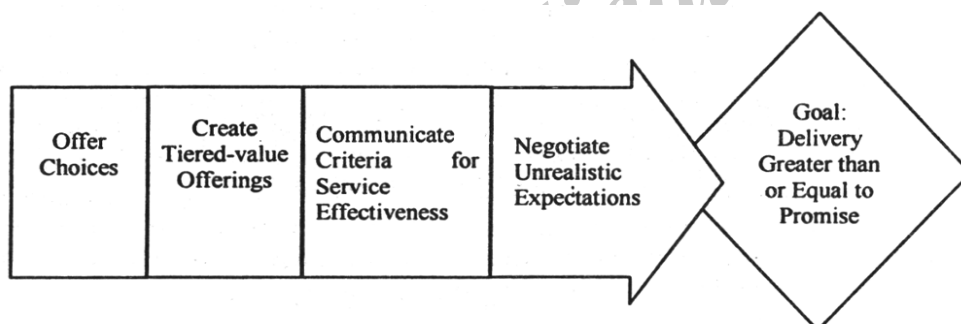 Offer
Choices
Create
Tiered-value
Offerings
Communicate
Criteria for
Service
Effectiveness
Negotiate
Unrealistic
Expectations
Goal:
Delivery
Greater than
or Equal to
Promise